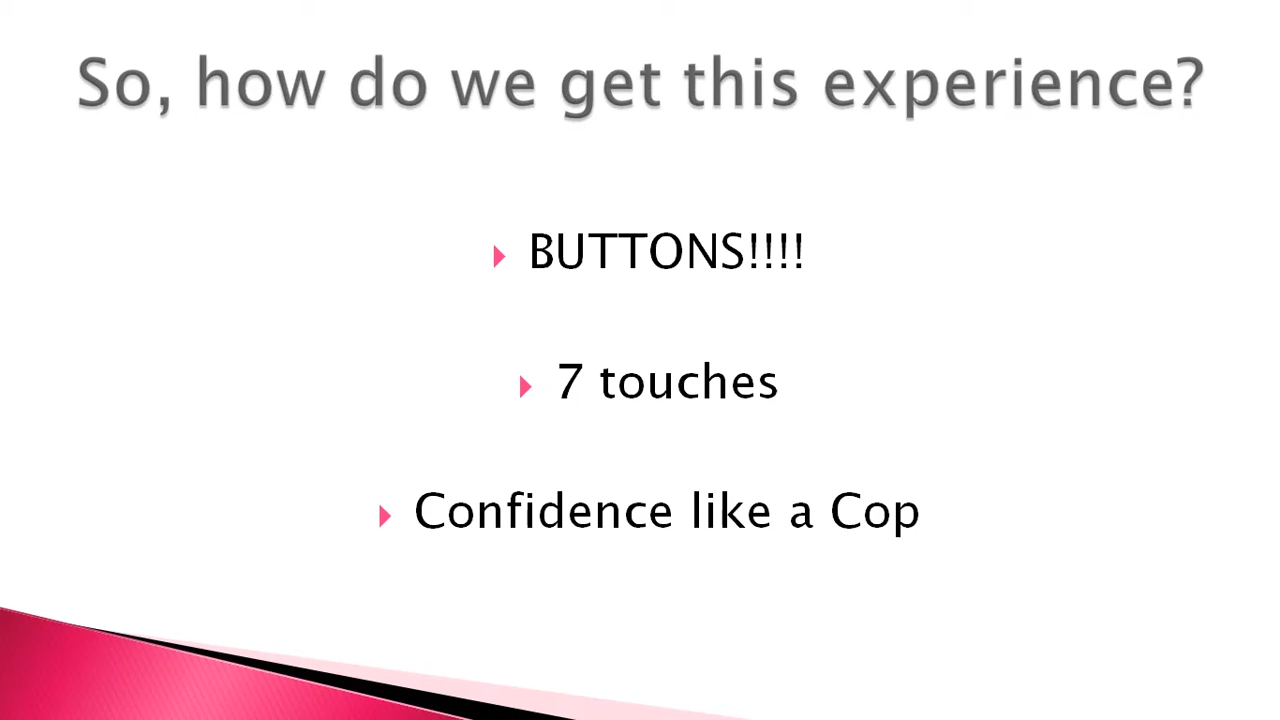 So, how do we get this experience?
BUTTONS!!!!
7 touches
Confidence like a Cop